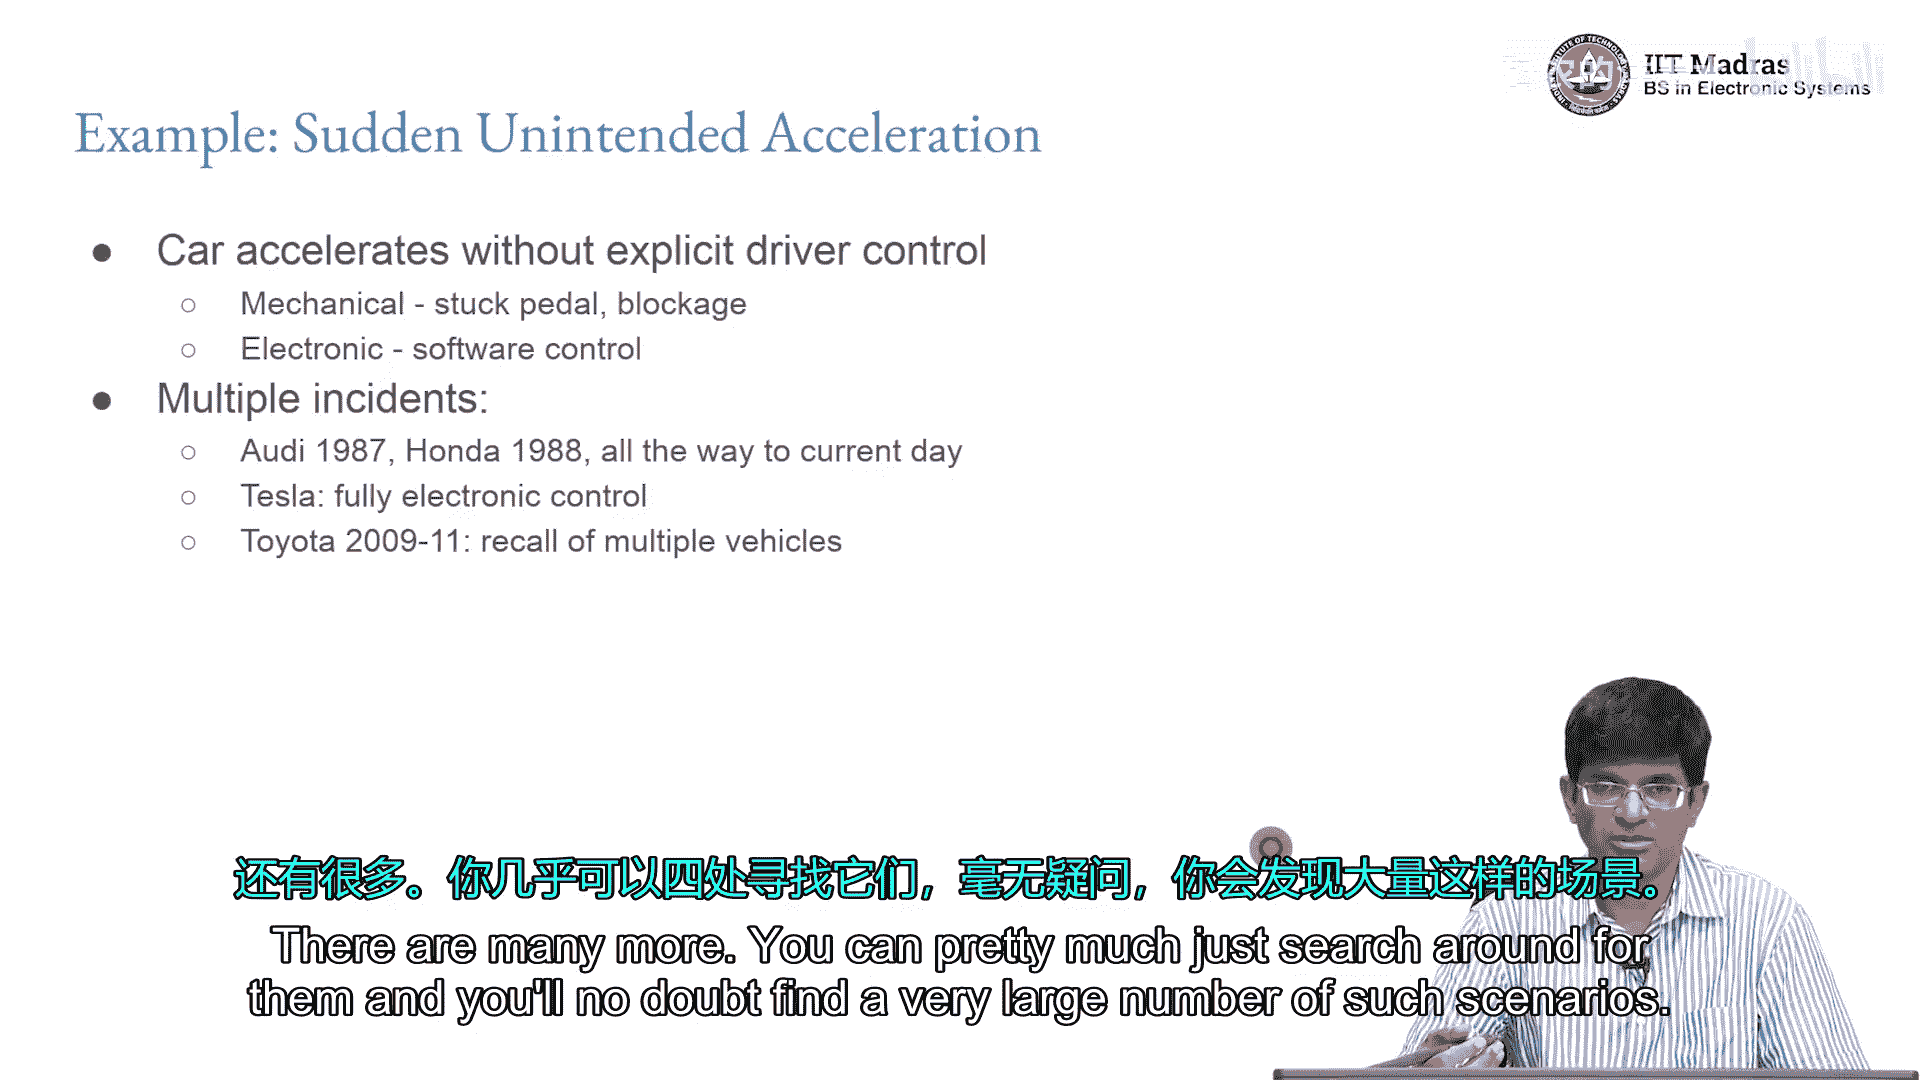 IIT Madras
BS in Electronic Systems
Example: Sudden Unintended Acceleration
● Car accelerates without explicit driver control
○ Mechanical - stuck pedal, blockage
○ Electronic - software control
● Multiple incidents:
○ Audi 1987, Honda 1988, all the way to current day
○ Tesla: fully electronic control
○ Toyota 2009-11: recall of multiple vehicles
还有很多。你几乎可以四处寻找它们，毫无疑问，你会发现大量这样的场景。
There are many more. You can pretty much just search around for
them and you'll no doubt find a very large number of such scenarios.